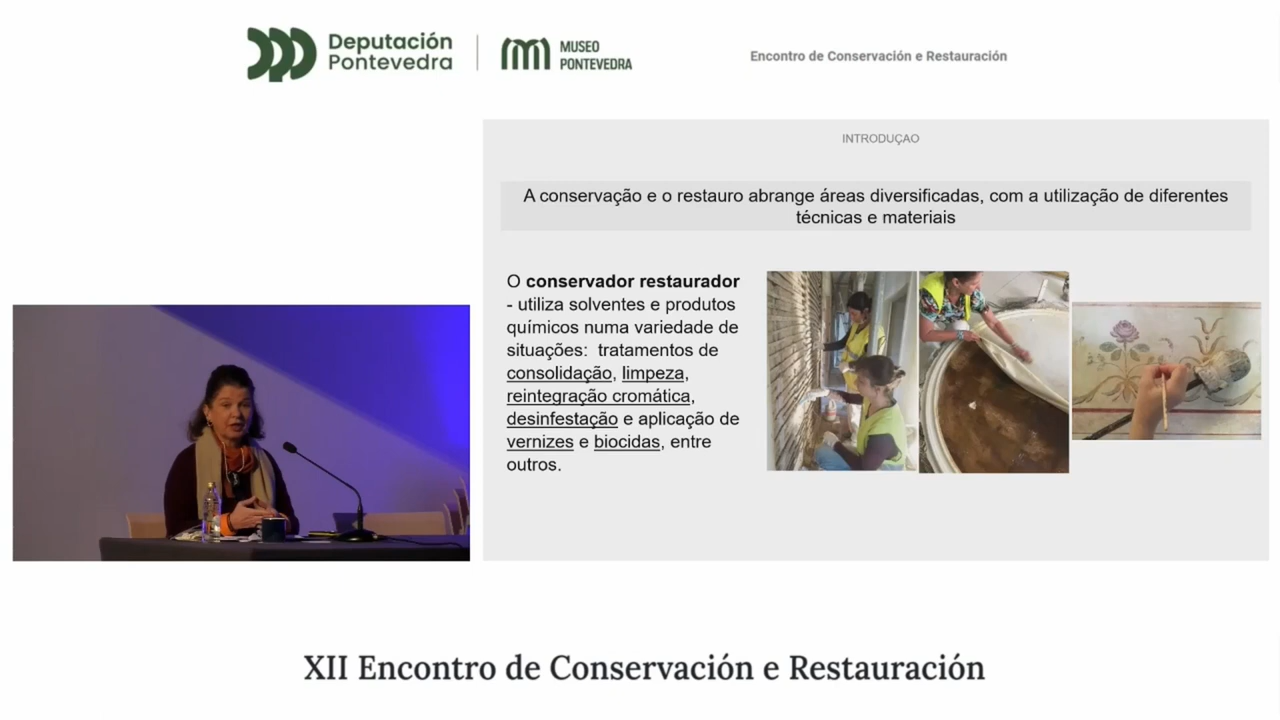 Deputación
Pontevedra
MUSEO
PONTEVEDRA
Encontro de Conservación e Restauración
INTRODUÇAO
A conservação e o restauro abrange áreas diversificadas, com a utilização de diferentes
técnicas e materiais
O conservador restaurador
- utiliza solventes e produtos
químicos numa variedade de
situações: tratamentos de
consolidação, limpeza,
reintegração cromática,
desinfestação e aplicação de
vernizes e biocidas, entre
outros.
XII Encontro de Conservación e Restauración